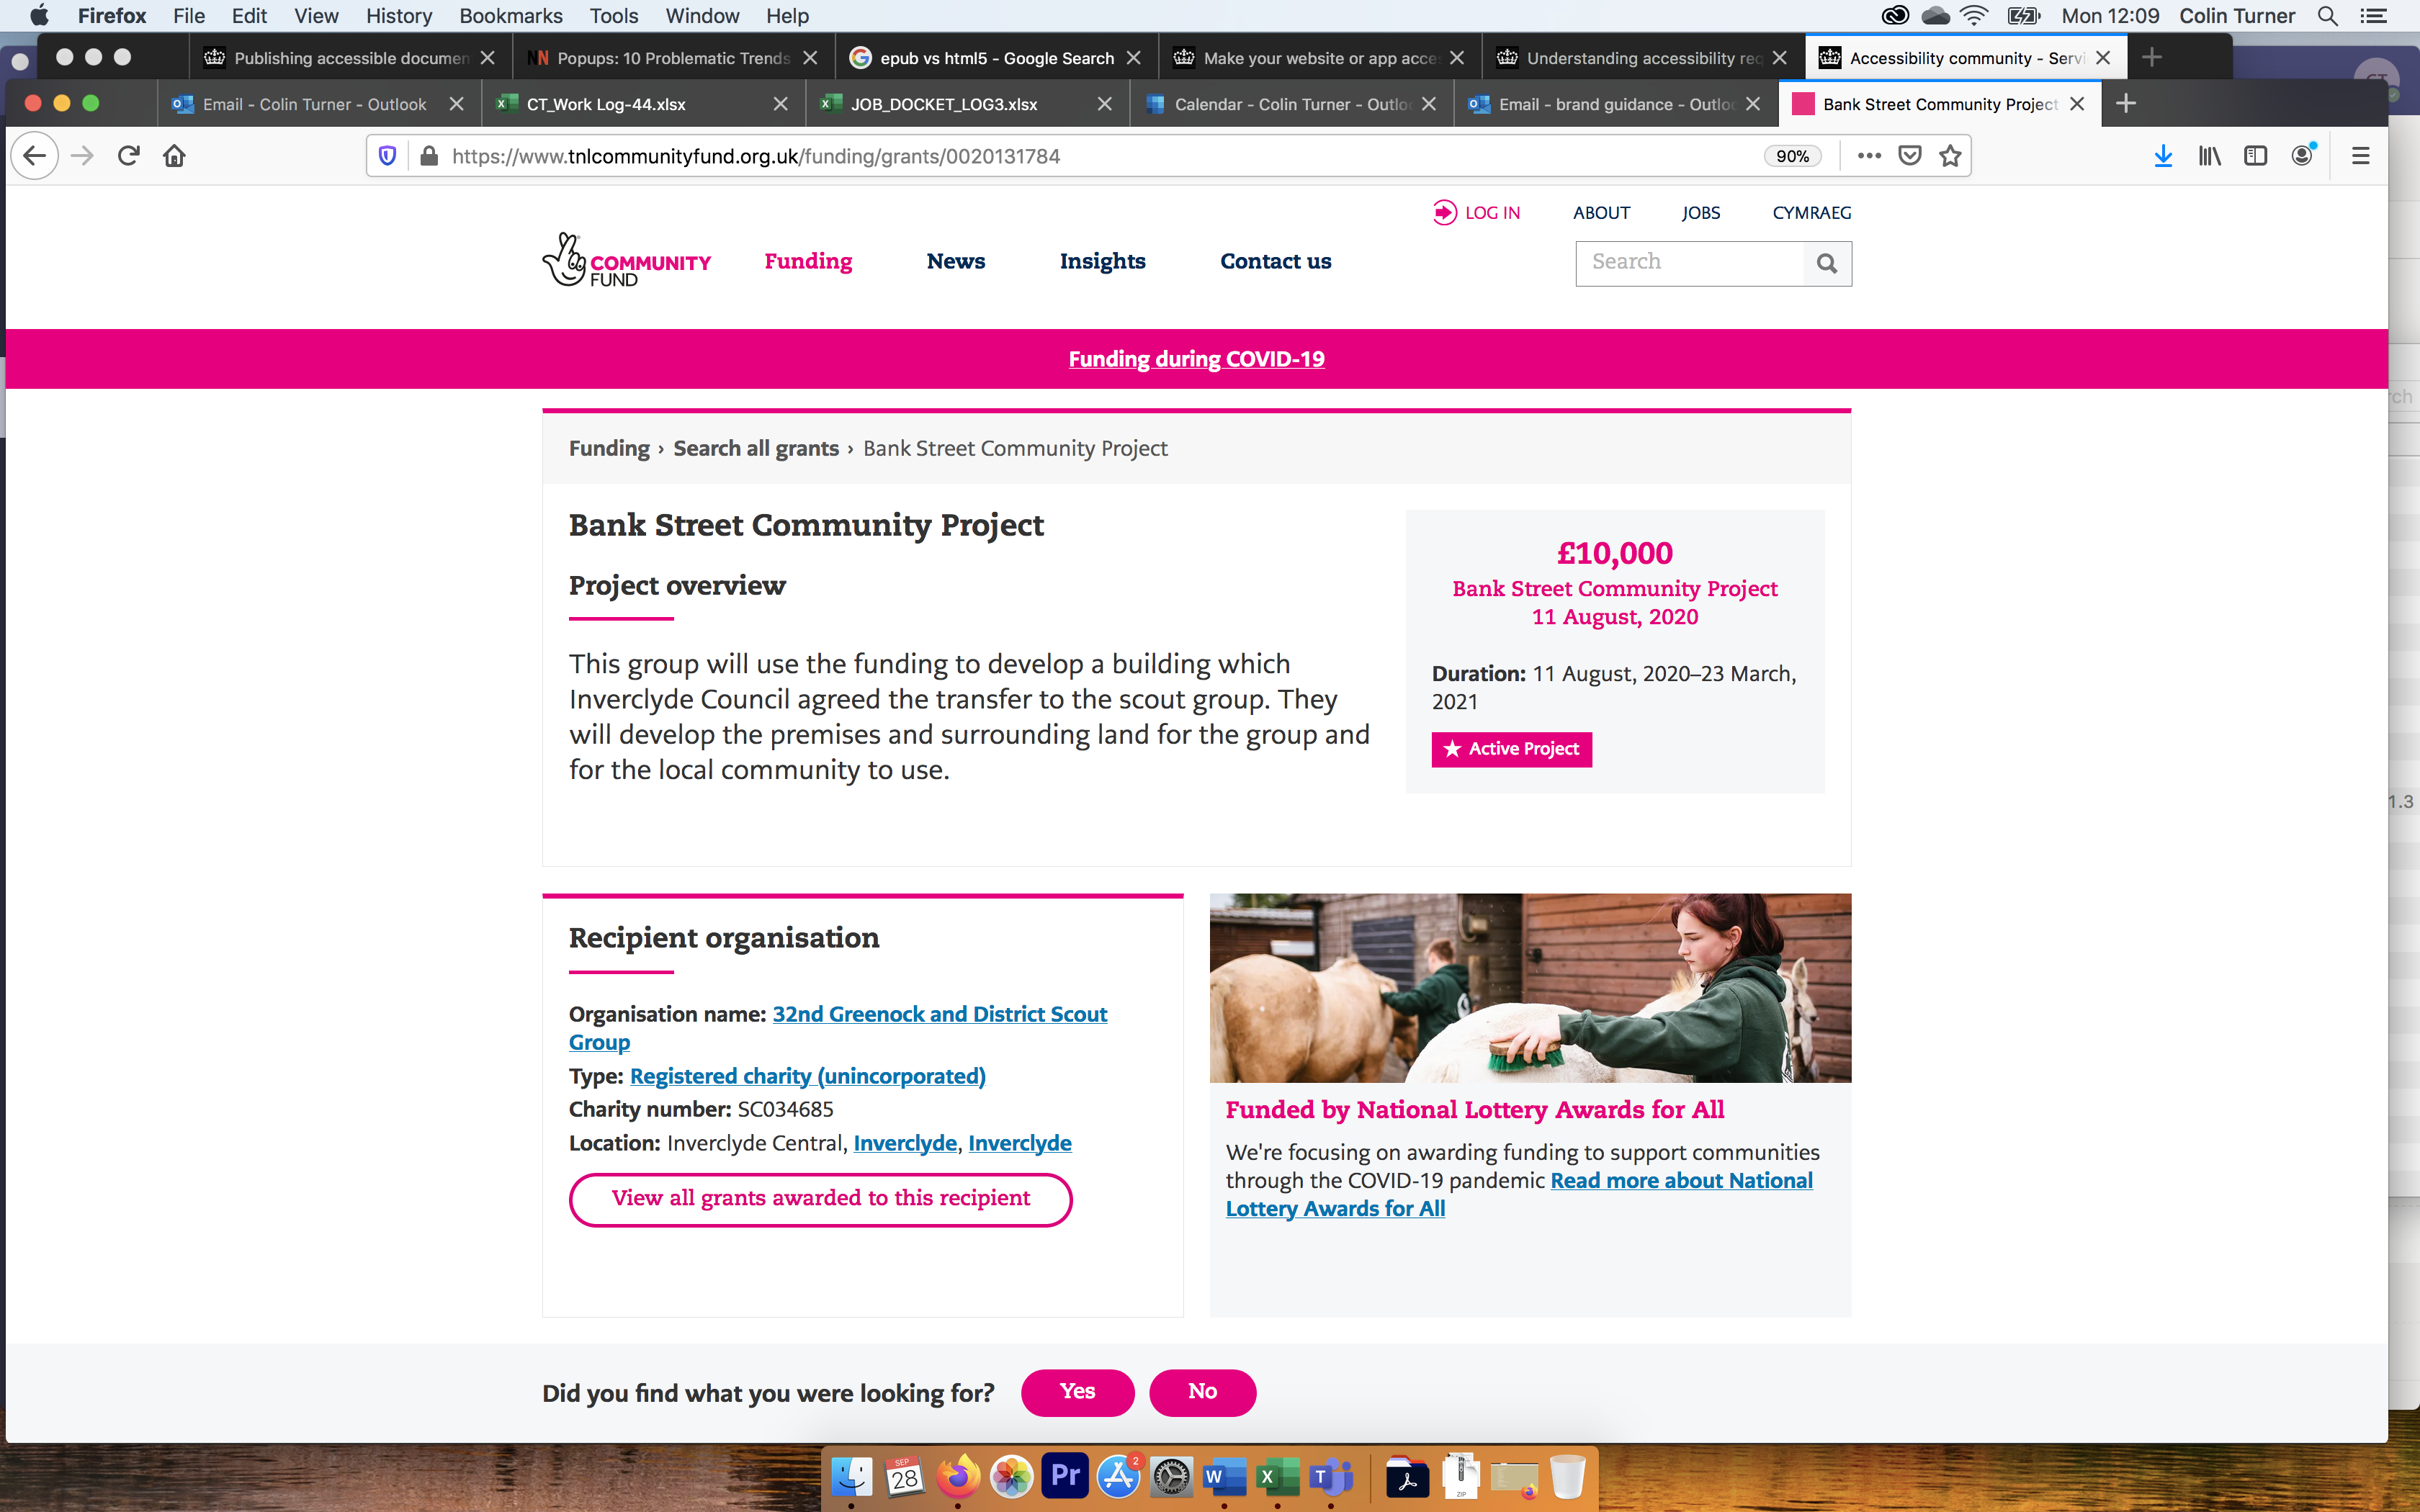 Firefox File Edit View History Bookmarks Tools Window Help Mon 12:09 Colin Turner
Publishing accessible documen Popups: 10 Problematic Trends epub vs html5 - Google Search Make your website or app acce Understanding accessibility req Accessibility community - Servi
Email - Colin Turner - Outlook CT_Work Log-44.xlsx JOB_DOCKET_LOG3.xlsx Calendar - Colin Turner - Outlo Email - brand guidance - Outloo Bank Street Community Project
https://www.tnlcommunityfund.org.uk/funding/grants/0020131784 90%
LOG IN ABOUT JOBS CYMRAEG
COMMUNITY
FUND
Funding News Insights Contact us Search
Funding during COVID-19
Funding › Search all grants › Bank Street Community Project
Bank Street Community Project
Project overview
This group will use the funding to develop a building which
Inverclyde Council agreed the transfer to the scout group. They
will develop the premises and surrounding land for the group and
for the local community to use.
£10,000
Bank Street Community Project
11 August, 2020
Duration: 11 August, 2020–23 March,
2021
Active Project
1.3
Recipient organisation
Organisation name: 32nd Greenock and District Scout
Group
Type: Registered charity (unincorporated)
Charity number: SC034685
Location: Inverclyde Central, Inverclyde, Inverclyde
View all grants awarded to this recipient
Funded by National Lottery Awards for All
We're focusing on awarding funding to support communities
through the COVID-19 pandemic Read more about National
Lottery Awards for All
Did you find what you were looking for? Yes No
SEP
28
Pr
2
W
X
T
ZIP